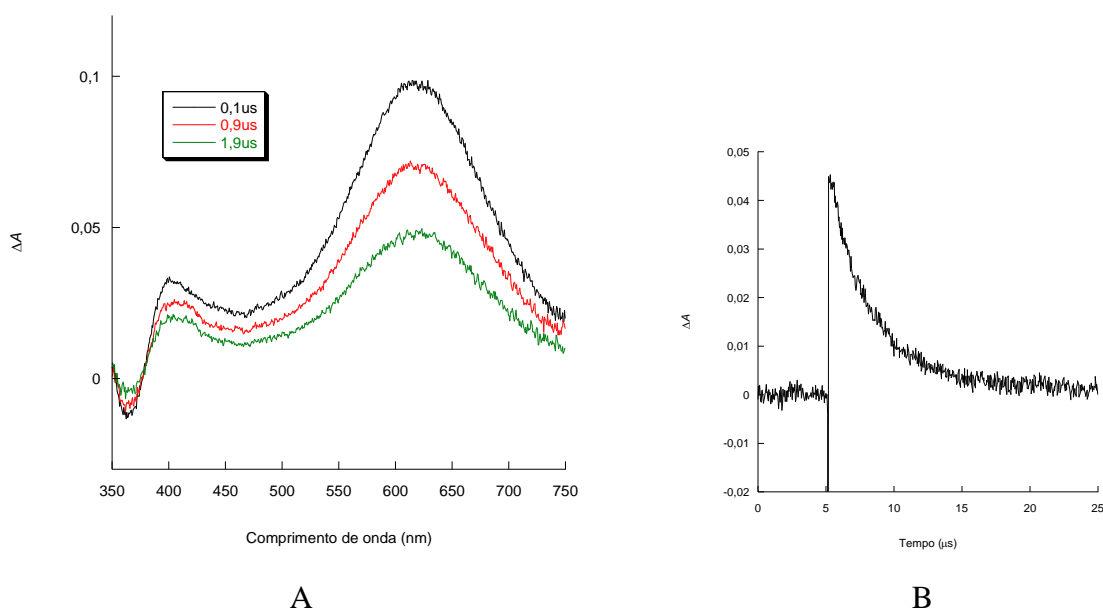 0,1
0,05
0
ΔA
0,1us
0,9us
1,9us
350 400 450 500 550 600 650 700 750
Comprimento de onda (nm)
A
0,05
0,04
0,03
0,02
0,01
0
-0,01
-0,02
ΔA
0 5 10 15 20 25
Tempo (μs)
B